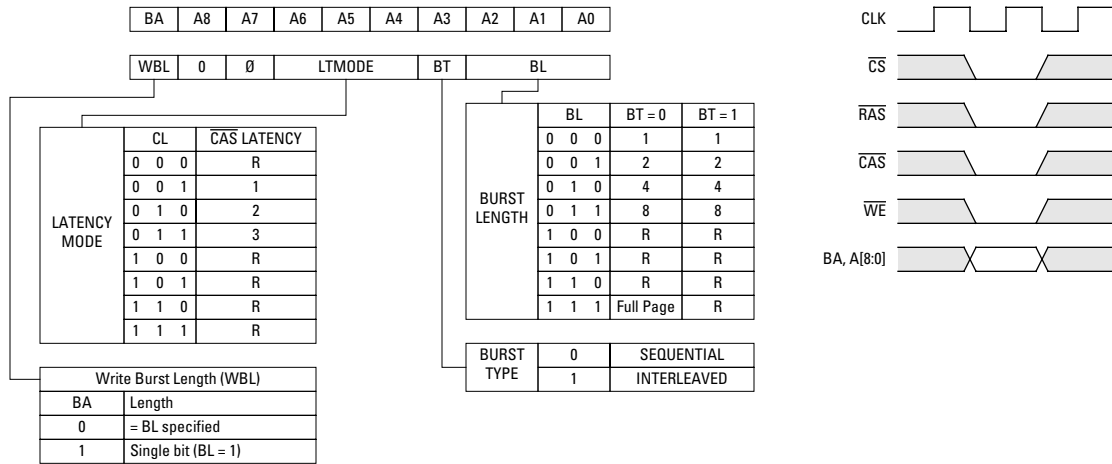 BA A8 A7 A6 A5 A4 A3 A2 A1 A0
WBL 0 Ø LTMODE BT BL
LATENCY MODE
CL C̅A̅S̅ LATENCY
0 0 0 R
0 0 1 1
0 1 0 2
0 1 1 3
1 0 0 R
1 0 1 R
1 1 0 R
1 1 1 R
Write Burst Length (WBL)
BA Length
0 = BL specified
1 Single bit (BL = 1)
BURST LENGTH
BL BT = 0 BT = 1
0 0 0 1 1
0 0 1 2 2
0 1 0 4 4
0 1 1 8 8
1 0 0 R R
1 0 1 R R
1 1 0 R R
1 1 1 Full Page R
BURST TYPE
0 SEQUENTIAL
1 INTERLEAVED
CLK
C̅S̅
R̅A̅S̅
C̅A̅S̅
W̅E̅
BA, A[8:0]